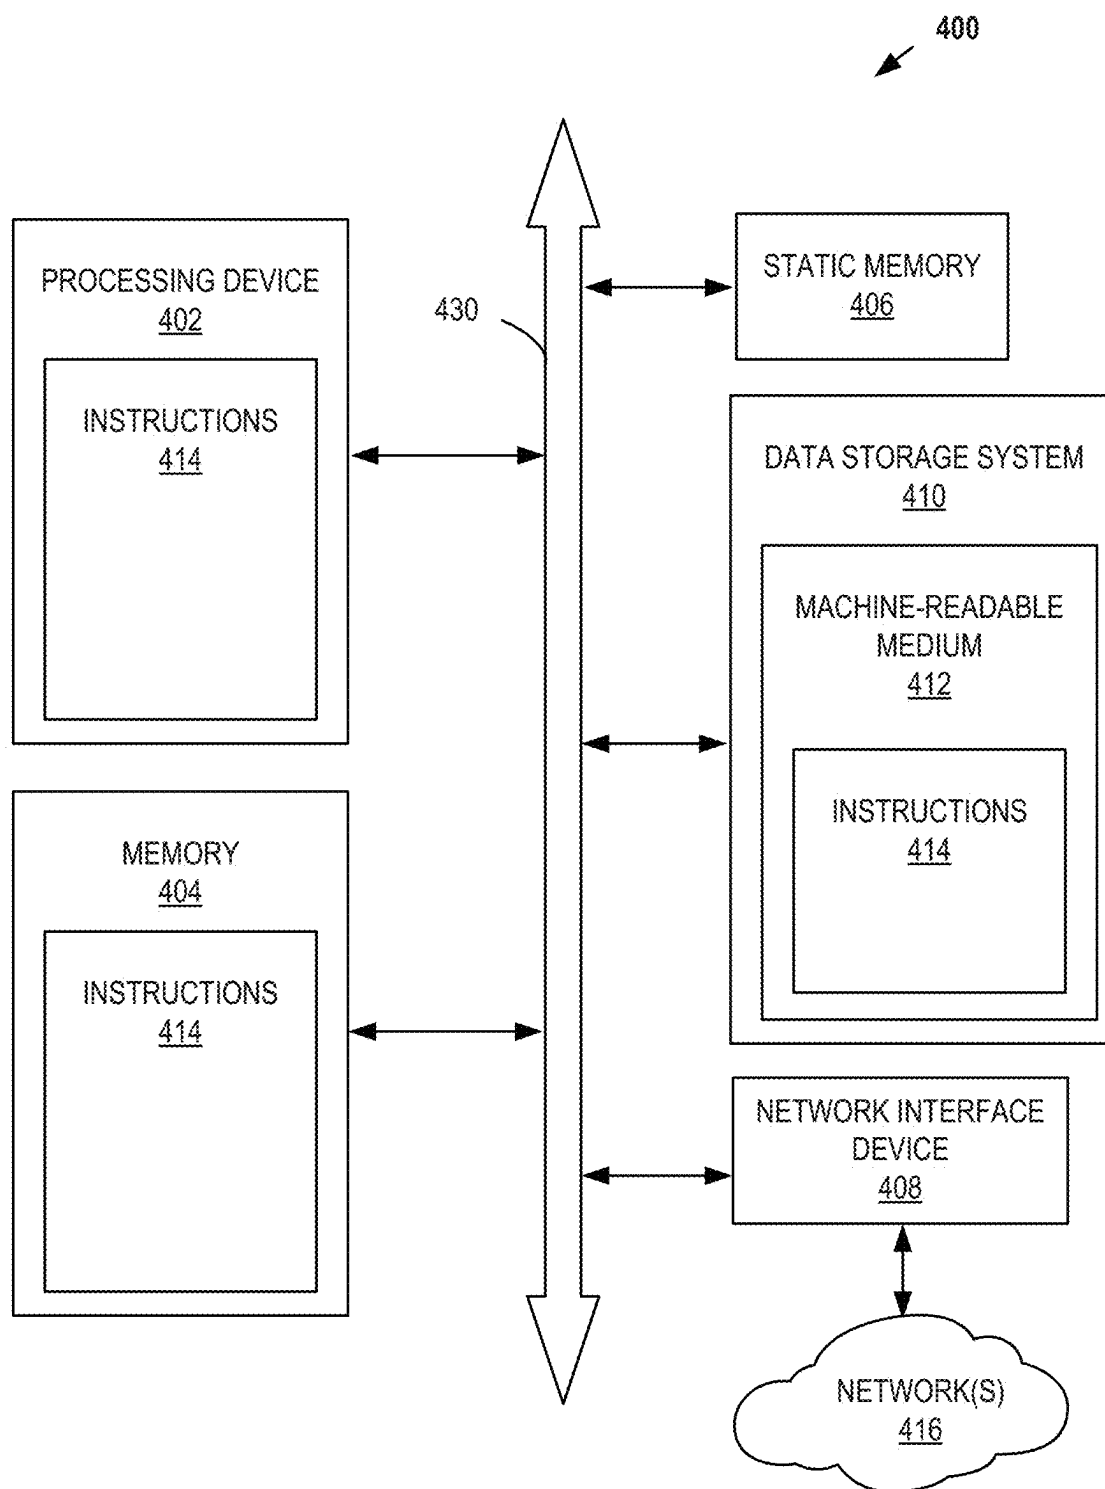 400
PROCESSING DEVICE
402
INSTRUCTIONS
414
430
STATIC MEMORY
406
DATA STORAGE SYSTEM
410
MACHINE-READABLE
MEDIUM
412
INSTRUCTIONS
414
MEMORY
404
INSTRUCTIONS
414
NETWORK INTERFACE
DEVICE
408
NETWORK(S)
416